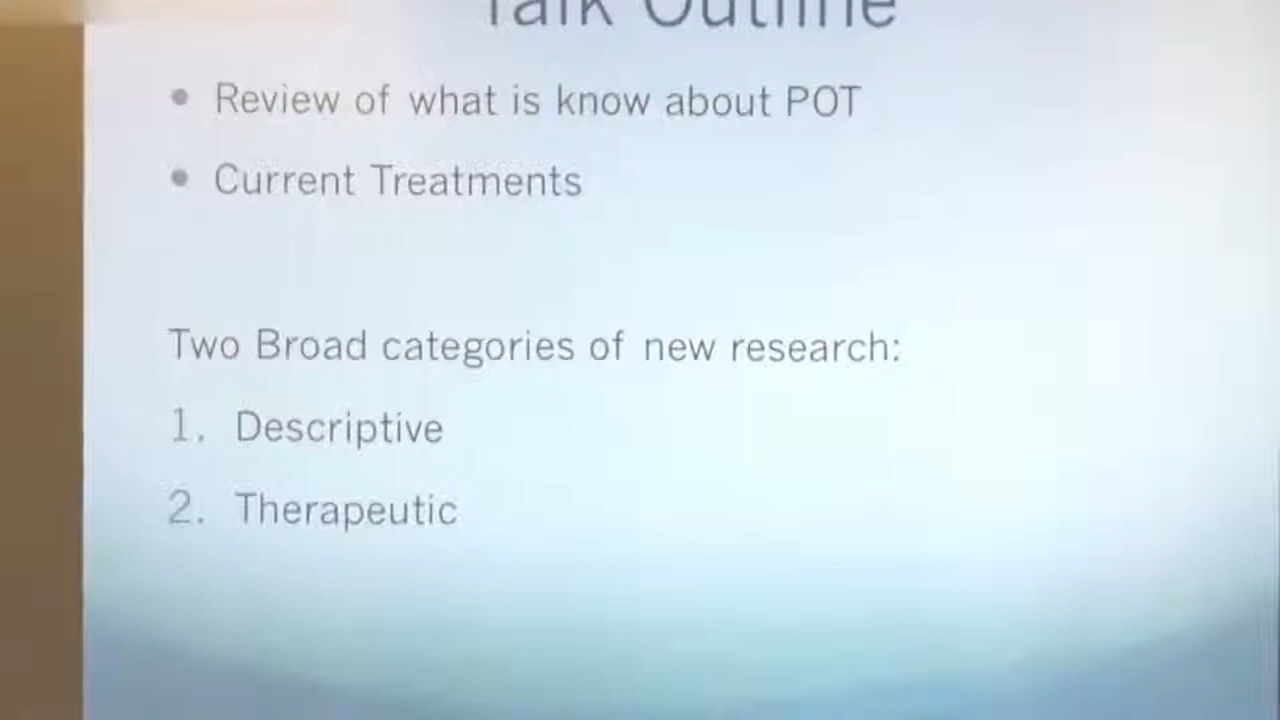 Talk Outline
• Review of what is know about POT
• Current Treatments
Two Broad categories of new research:
1. Descriptive
2. Therapeutic